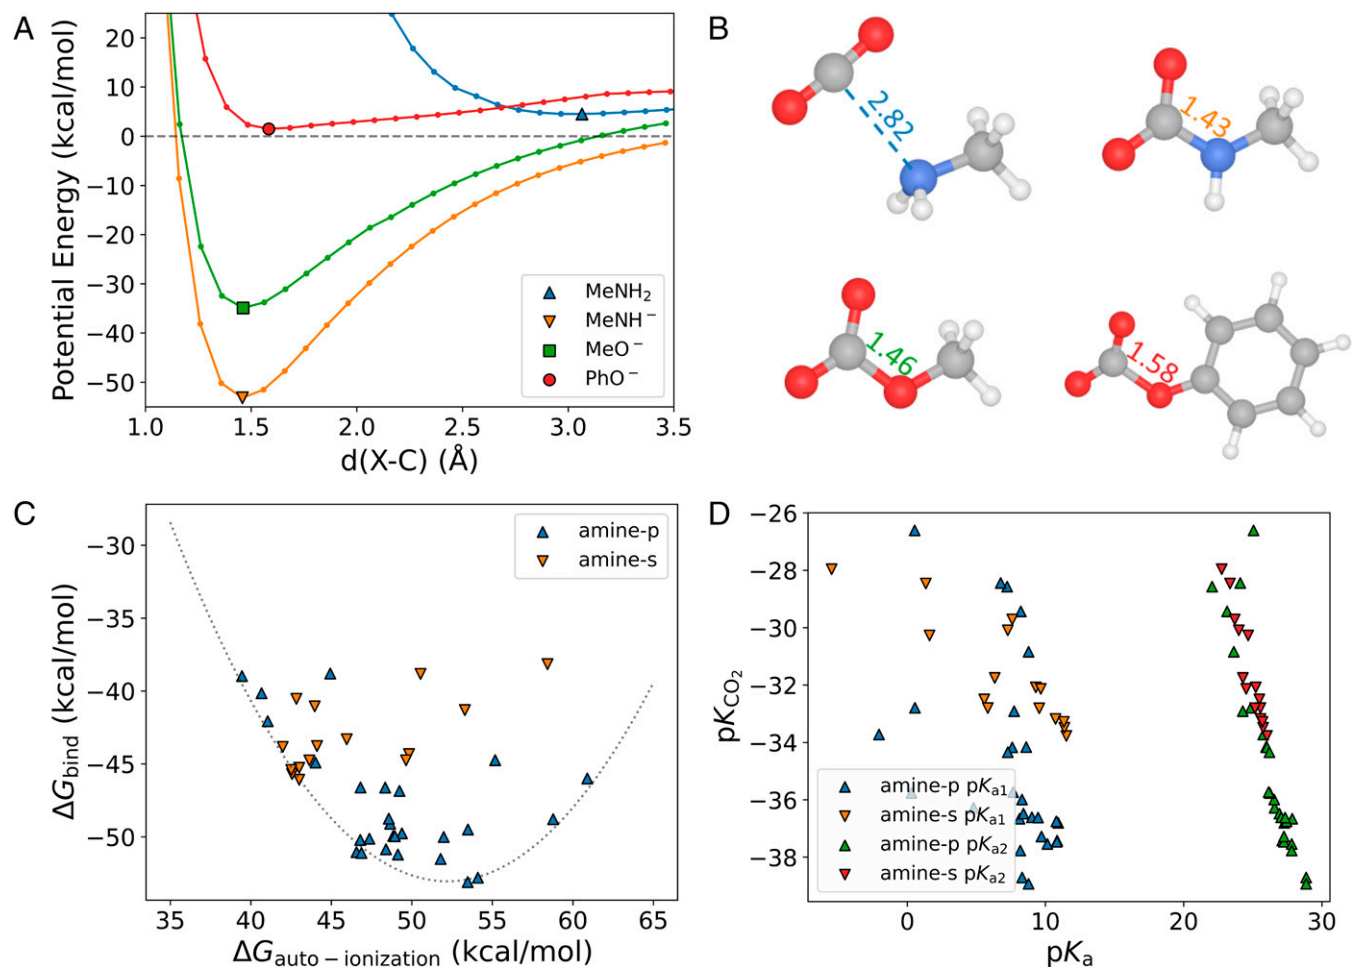 A
Potential Energy (kcal/mol)
20
10
0
−10
−20
−30
−40
−50
1.0
1.5
2.0
2.5
3.0
3.5
d(X-C) (Å)
MeNH₂
MeNH⁻
MeO⁻
PhO⁻
B
2.82
1.43
1.46
1.58
C
ΔG_bind (kcal/mol)
−30
−35
−40
−45
−50
35
40
45
50
55
60
65
ΔG_auto−ionization (kcal/mol)
amine-p
amine-s
D
pK_CO₂
−26
−28
−30
−32
−34
−36
−38
0
10
20
30
pKₐ
amine-p pKₐ₁
amine-s pKₐ₁
amine-p pKₐ₂
amine-s pKₐ₂